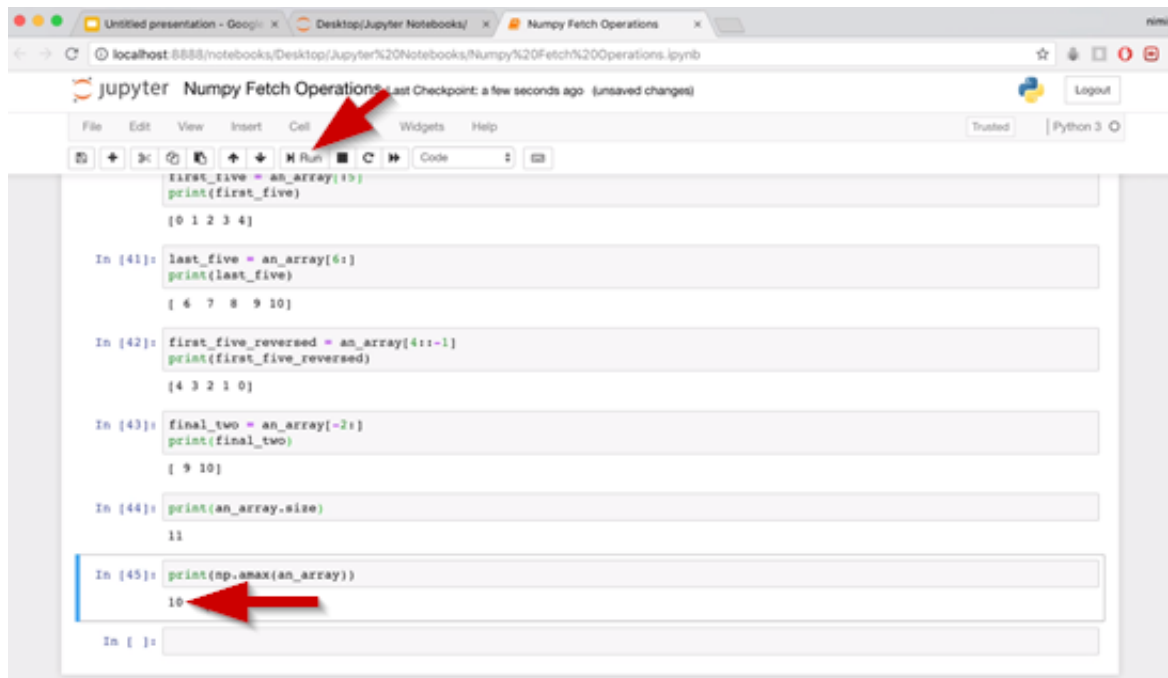 Untitled presentation - Google
Desktop/Jupyter Notebooks/
Numpy Fetch Operations
nimi
localhost:8888/notebooks/Desktop/Jupyter%20Notebooks/Numpy%20Fetch%20Operations.ipynb
jupyter Numpy Fetch Operations Last Checkpoint: a few seconds ago (unsaved changes)
Logout
File Edit View Insert Cell Widgets Help
Trusted Python 3
Run Code
first_five = an_array[:5]
print(first_five)
[0 1 2 3 4]
In [41]: last_five = an_array[6:]
print(last_five)
[ 6 7 8 9 10]
In [42]: first_five_reversed = an_array[4::-1]
print(first_five_reversed)
[4 3 2 1 0]
In [43]: final_two = an_array[-2:]
print(final_two)
[ 9 10]
In [44]: print(an_array.size)
11
In [45]: print(np.amax(an_array))
10
In [ ]: